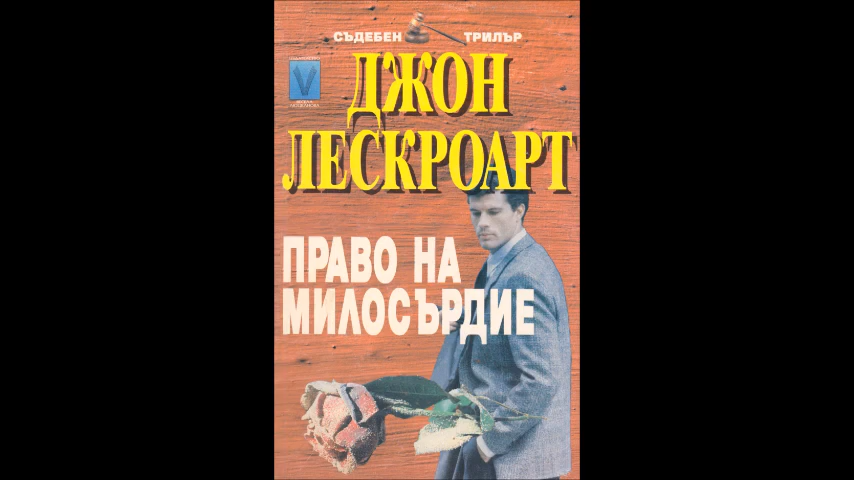 СЪДЕБЕН ТРИЛЪР
V
ДЖОН
ЛЕСКРОАРТ
ПРАВО НА
МИЛОСЪРДИЕ